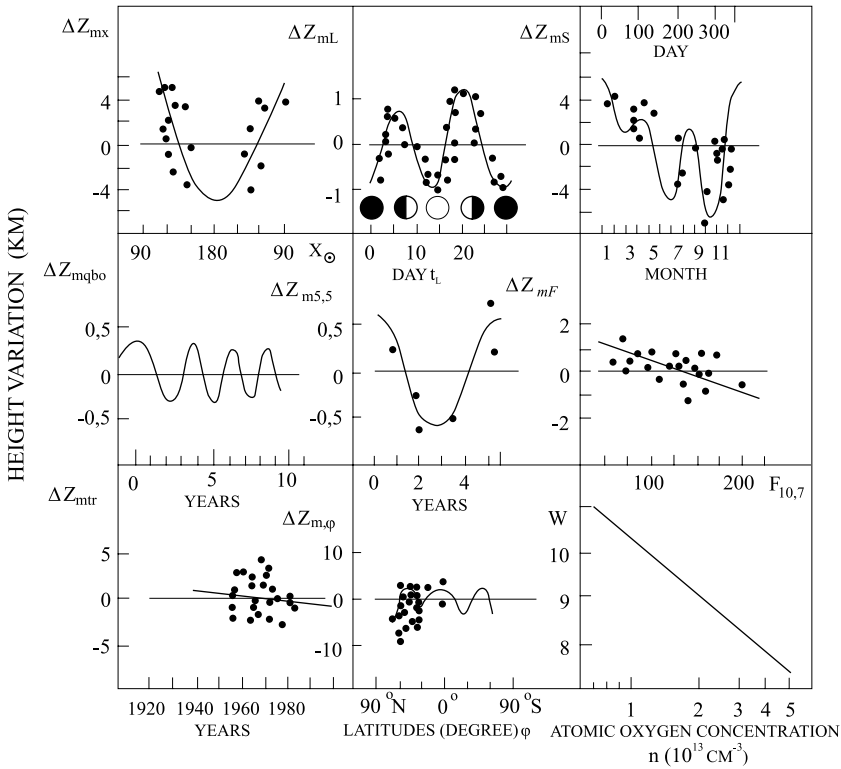 HEIGHT VARIATION (KM)
ΔZmx
4
0
-4
90 180 90
X⊙
ΔZmL
1
0
-1
0 10 20
DAY tL
ΔZmS
0 100 200 300
DAY
4
0
-4
1 3 5 7 9 11
MONTH
ΔZmqbo
0,5
0
-0,5
0 5 10
YEARS
ΔZm5,5
0,5
0
-0,5
0 2 4
YEARS
ΔZmF
2
0
-2
100 200 F10,7
ΔZmtr
5
0
-5
1920 1940 1960 1980
YEARS
ΔZm,φ
10
0
-10
90 °N 0° 90 °S
LATITUDES (DEGREE) φ
W
10
9
8
1 2 3 4 5
ATOMIC OXYGEN CONCENTRATION
n (10¹³ CM⁻³)